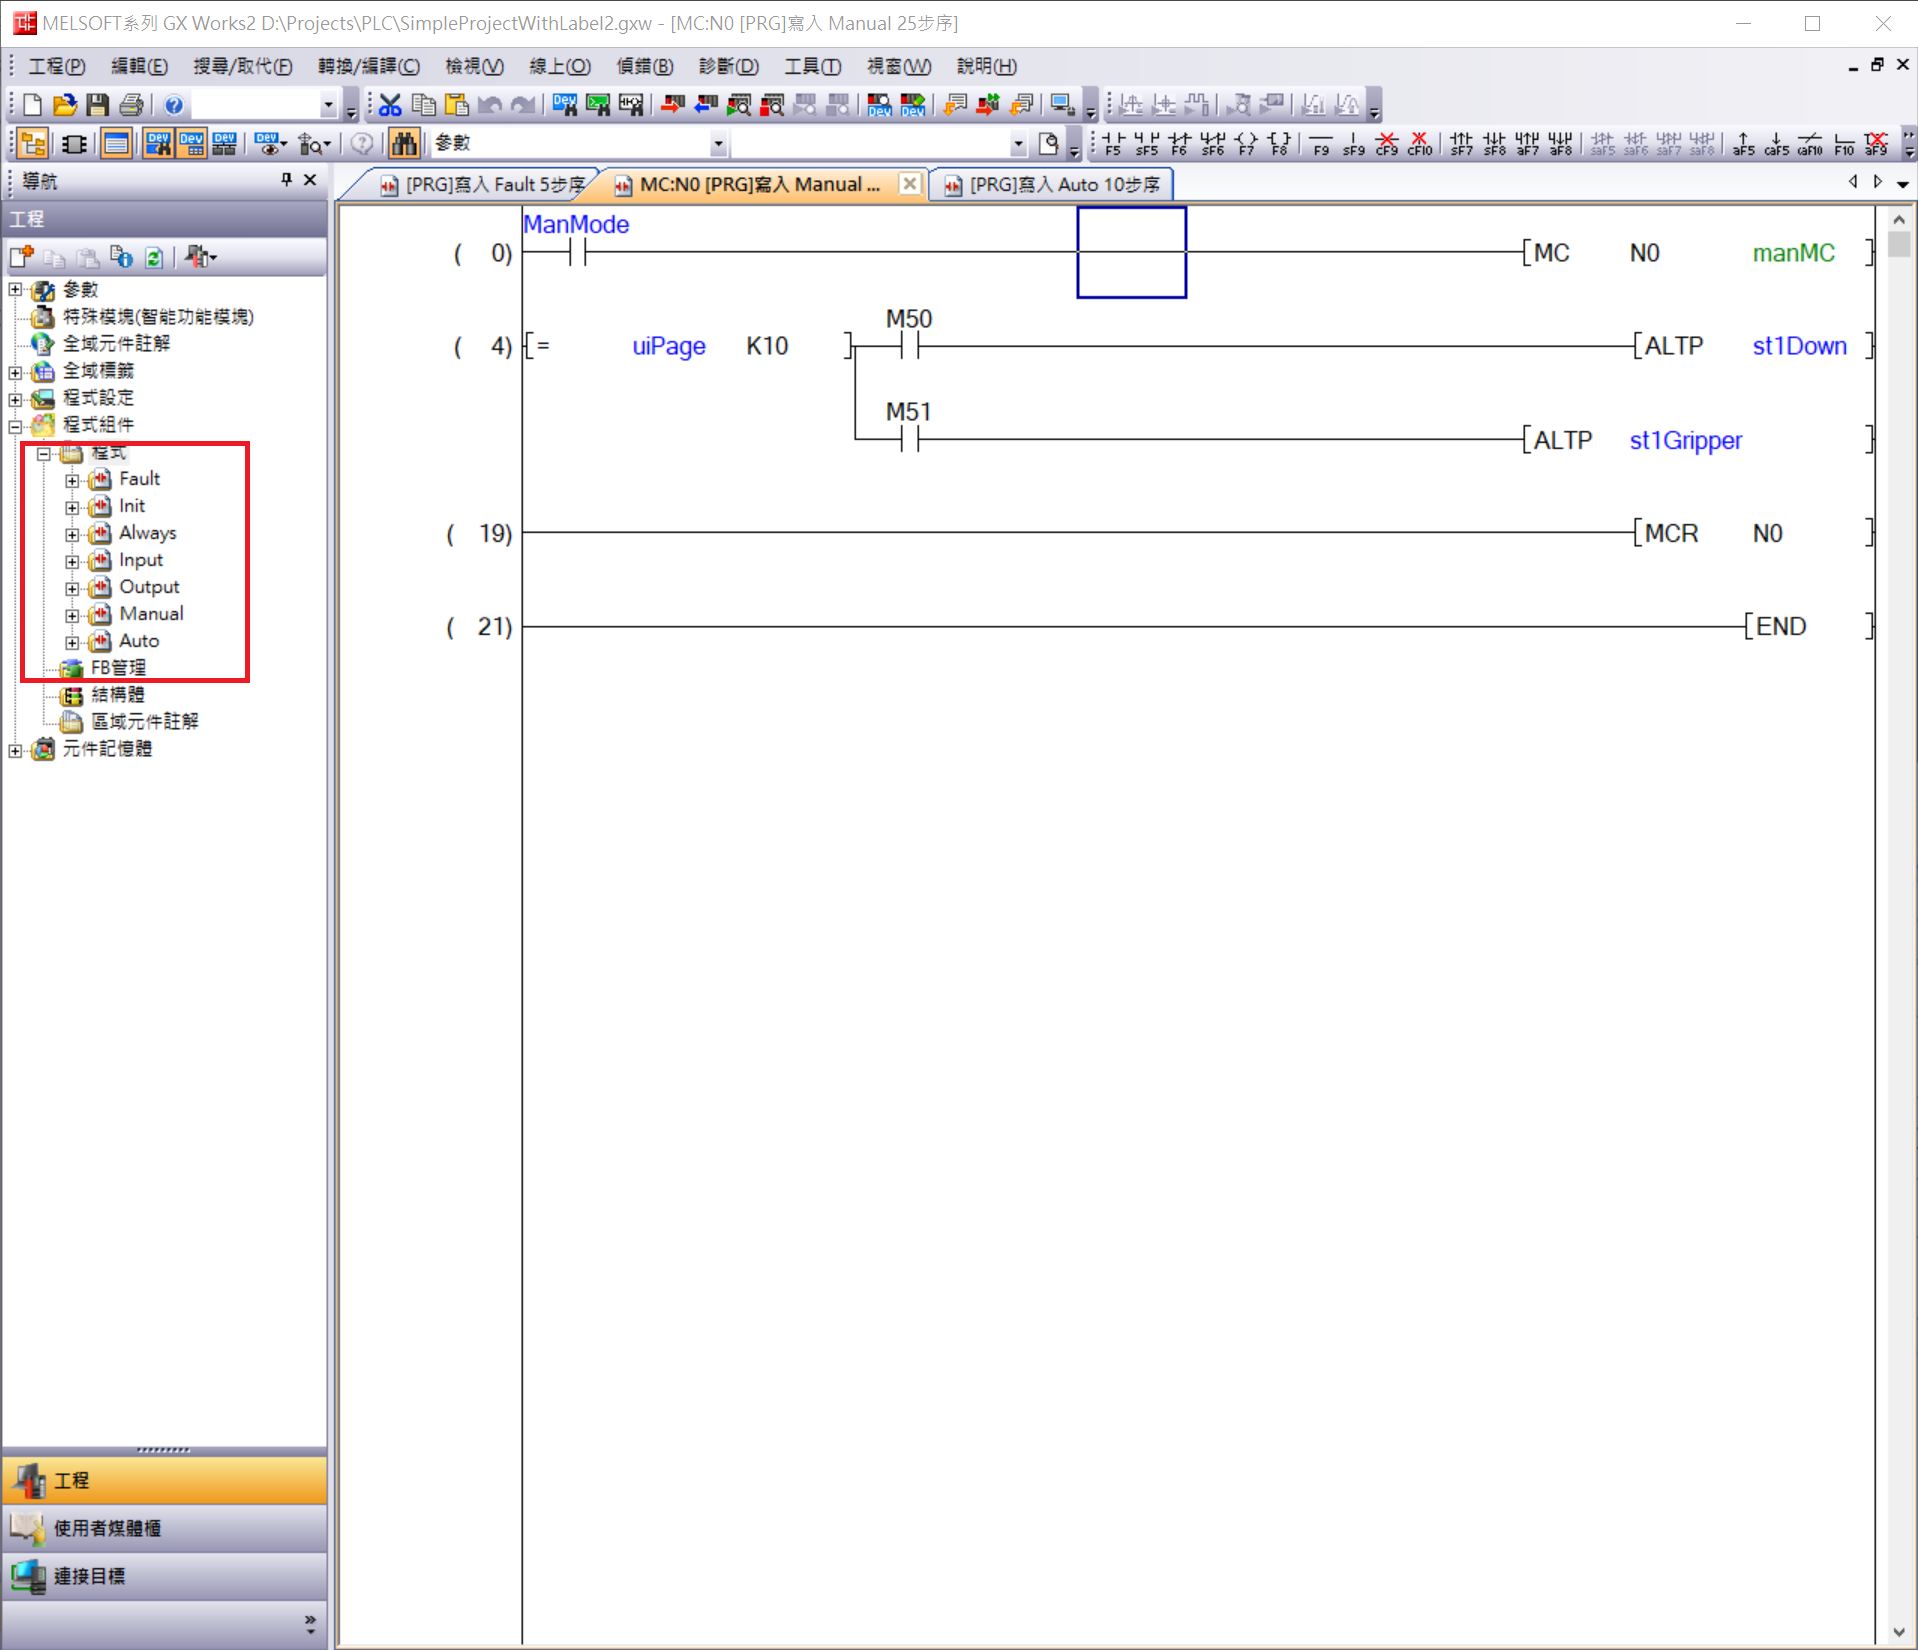 MELSOFT系列 GX Works2 D:\Projects\PLC\SimpleProjectWithLabel2.gxw - [MC:N0 [PRG]寫入 Manual 25步序]
工程(P) 編輯(E) 搜尋/取代(F) 轉換/編譯(C) 檢視(V) 線上(O) 偵錯(B) 診斷(D) 工具(T) 視窗(W) 說明(H)
Dev Dev Dev
Dev Dev Dev Dev 參數 F5 sF5 F6 sF6 F7 F8 F9 sF9 cF9 cF10 sF7 sF8 aF7 aF8 saF5 saF6 saF7 saF8 aF5 caF5 caF10 F10 aF9
導航
[PRG]寫入 Fault 5步序 MC:N0 [PRG]寫入 Manual ... [PRG]寫入 Auto 10步序
工程
參數
特殊模塊(智能功能模塊)
全域元件註解
全域標籤
程式設定
程式組件
程式
Fault
Init
Always
Input
Output
Manual
Auto
FB管理
結構體
區域元件註解
元件記憶體
工程
使用者媒體櫃
連接目標
ManMode
( 0) [MC N0 manMC ]
M50
( 4) [= uiPage K10 ] [ALTP st1Down ]
M51
[ALTP st1Gripper ]
( 19) [MCR N0 ]
( 21) [END ]